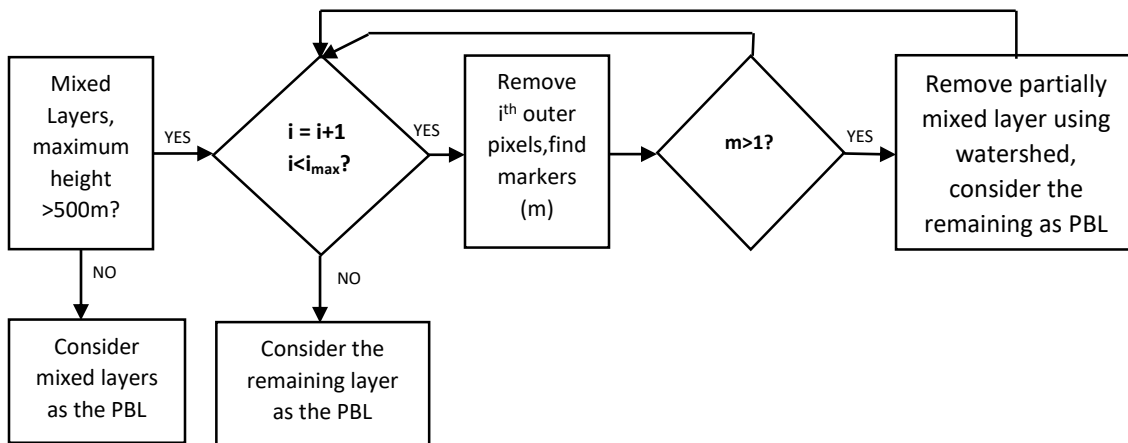 Mixed
Layers,
maximum
height
>500m?
YES
i = i+1
i<imax?
YES
Remove
ith outer
pixels,find
markers
(m)
m>1?
YES
Remove partially
mixed layer using
watershed,
consider the
remaining as PBL
NO
NO
Consider
mixed layers
as the PBL
Consider the
remaining layer
as the PBL